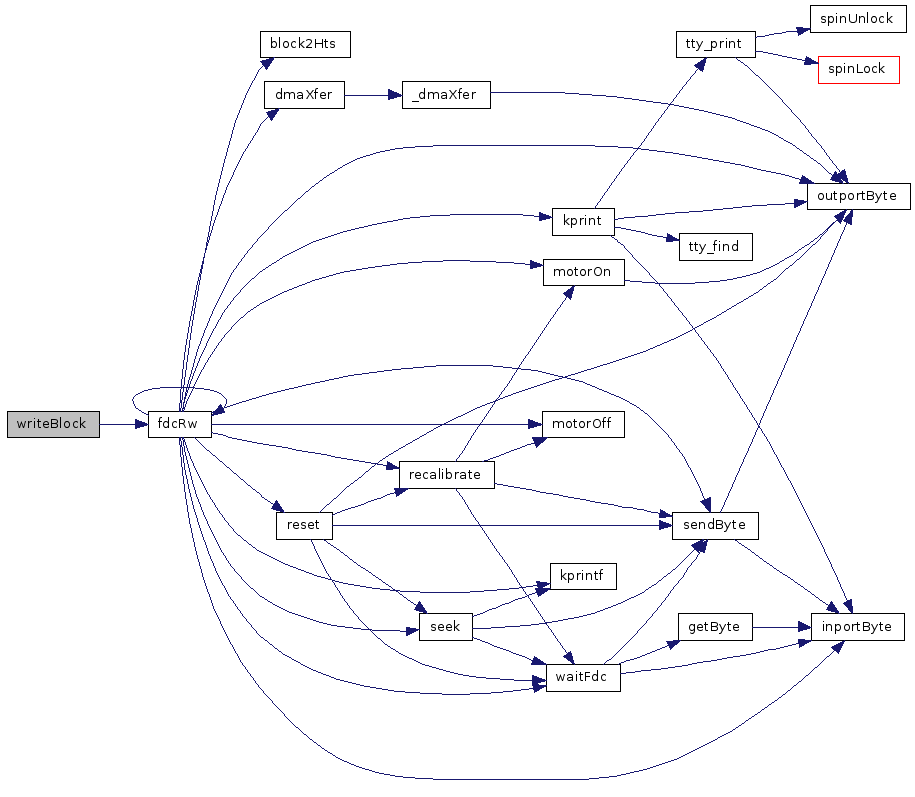 spinUnlock
block2Hts
tty_print
spinLock
dmaXfer
_dmaXfer
outportByte
kprint
tty_find
motorOn
writeBlock
fdcRw
motorOff
recalibrate
reset
sendByte
kprintf
seek
getByte
inportByte
waitFdc